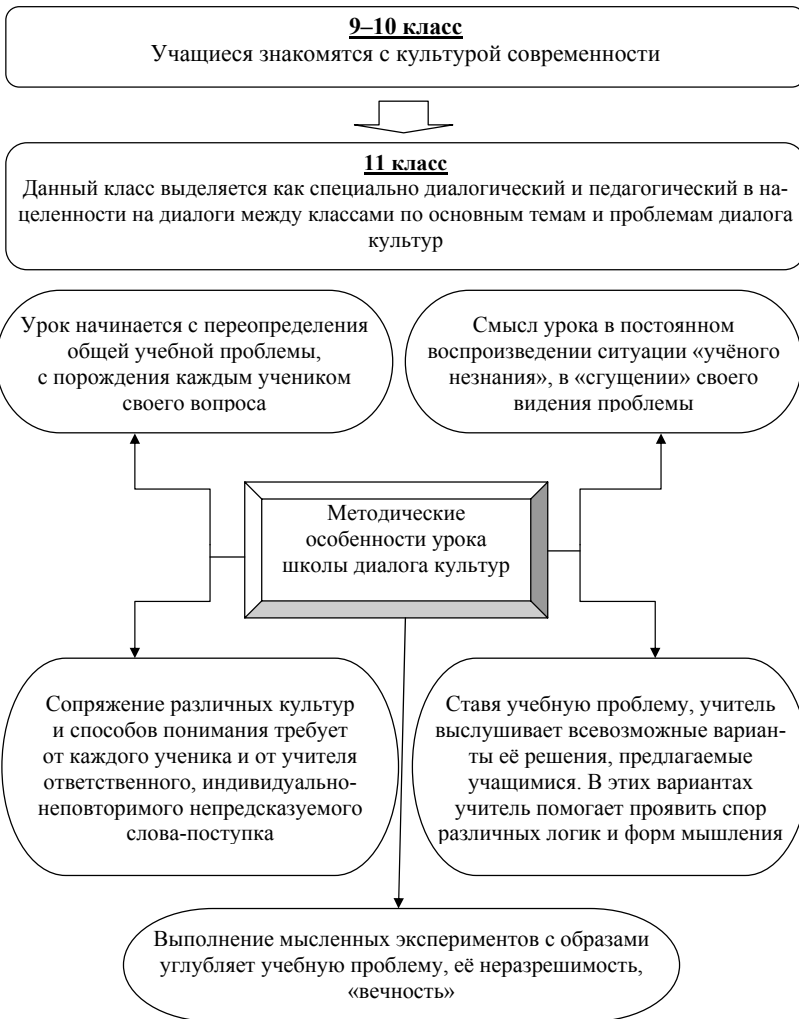 9–10 класс
Учащиеся знакомятся с культурой современности
11 класс
Данный класс выделяется как специально диалогический и педагогический в на-
целенности на диалоги между классами по основным темам и проблемам диалога
культур
Урок начинается с переопределения
общей учебной проблемы,
с порождения каждым учеником
своего вопроса
Смысл урока в постоянном
воспроизведении ситуации «учёного
незнания», в «сгущении» своего
видения проблемы
Методические
особенности урока
школы диалога культур
Сопряжение различных культур
и способов понимания требует
от каждого ученика и от учителя
ответственного, индивидуально-
неповторимого непредсказуемого
слова-поступка
Ставя учебную проблему, учитель
выслушивает всевозможные вариан-
ты её решения, предлагаемые
учащимися. В этих вариантах
учитель помогает проявить спор
различных логик и форм мышления
Выполнение мысленных экспериментов с образами
углубляет учебную проблему, её неразрешимость,
«вечность»